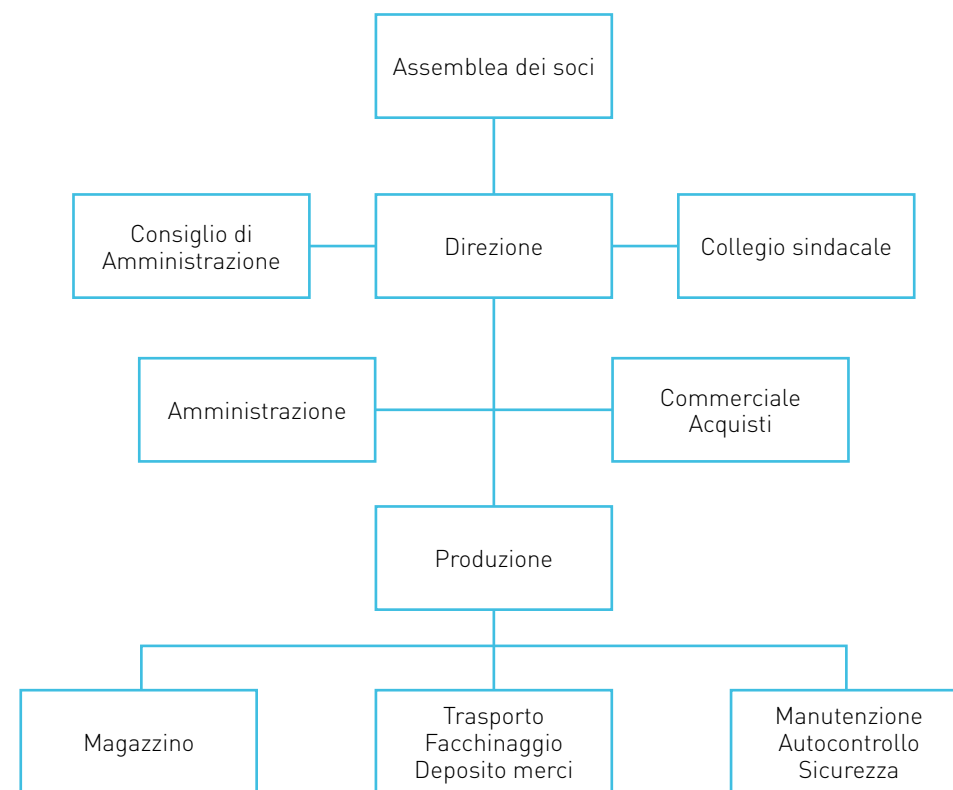 Assemblea dei soci
Consiglio di
Amministrazione
Direzione
Collegio sindacale
Amministrazione
Commerciale
Acquisti
Produzione
Magazzino
Trasporto
Facchinaggio
Deposito merci
Manutenzione
Autocontrollo
Sicurezza